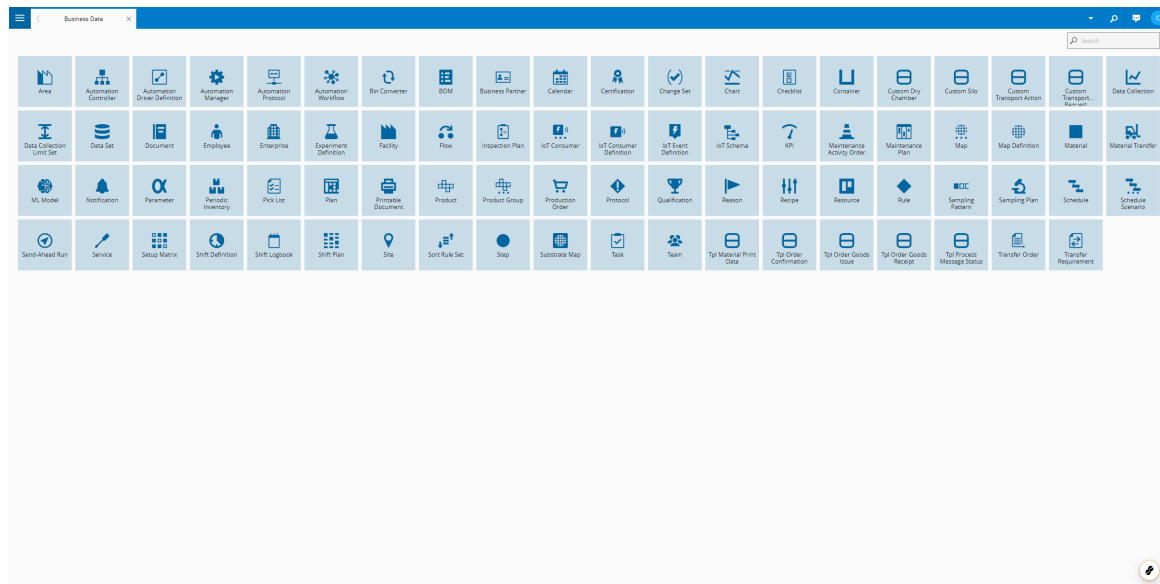 Business Data
Search
Area
Automation
Controller
Automation
Driver Definition
Automation
Manager
Automation
Protocol
Automation
Workflow
Bin Converter
BOM
Business Partner
Calendar
Certification
Change Set
Chart
Checklist
Container
Custom Dry
Chamber
Custom Silo
Custom
Transport Action
Custom
Transport...
Request
Data Collection
Data Collection
Limit Set
Data Set
Document
Employee
Enterprise
Experiment
Definition
Facility
Flow
Inspection Plan
IoT Consumer
IoT Consumer
Definition
IoT Event
Definition
IoT Schema
KPI
Maintenance
Activity Order
Maintenance
Plan
Map
Map Definition
Material
Material Transfer
ML Model
Notification
Parameter
Periodic
Inventory
Pick List
Plan
Printable
Document
Product
Product Group
Production
Order
Protocol
Qualification
Reason
Recipe
Resource
Rule
Sampling
Pattern
Sampling Plan
Schedule
Schedule
Scenario
Send-Ahead Run
Service
Setup Matrix
Shift Definition
Shift Logbook
Shift Plan
Site
Sort Rule Set
Step
Substrate Map
Task
Team
Tpl Material Print
Data
Tpl Order
Confirmation
Tpl Order Goods
Issue
Tpl Order Goods
Receipt
Tpl Process
Message Status
Transfer Order
Transfer
Requirement